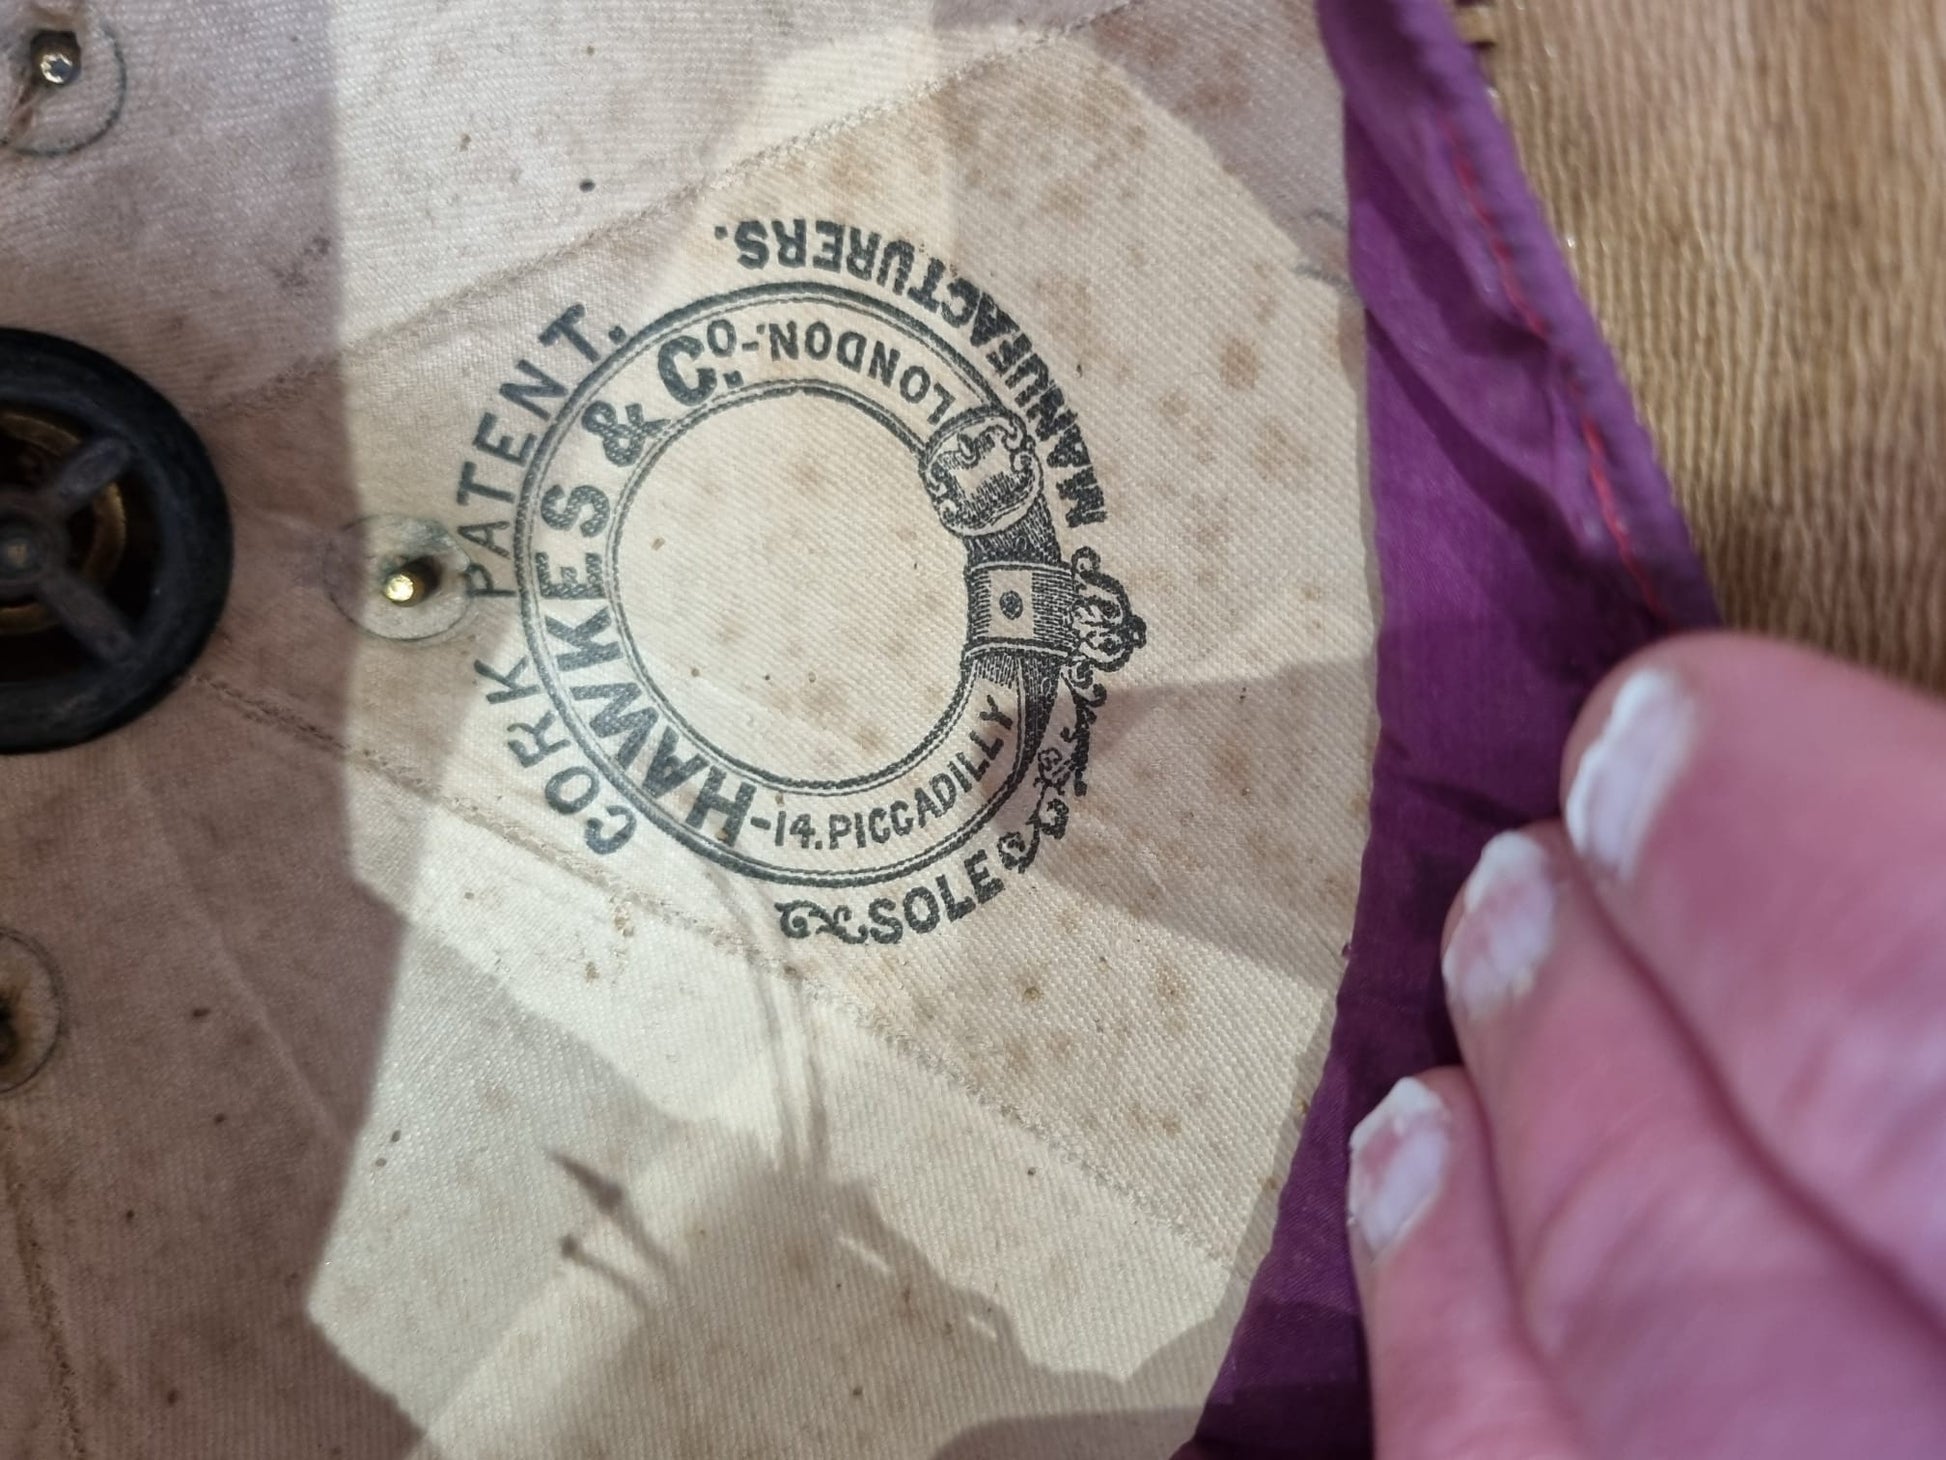 CORK PATENT.
HAWKES & Co.-LONDON
-14.PICCADILLY
SOLE
MANUFACTURERS.